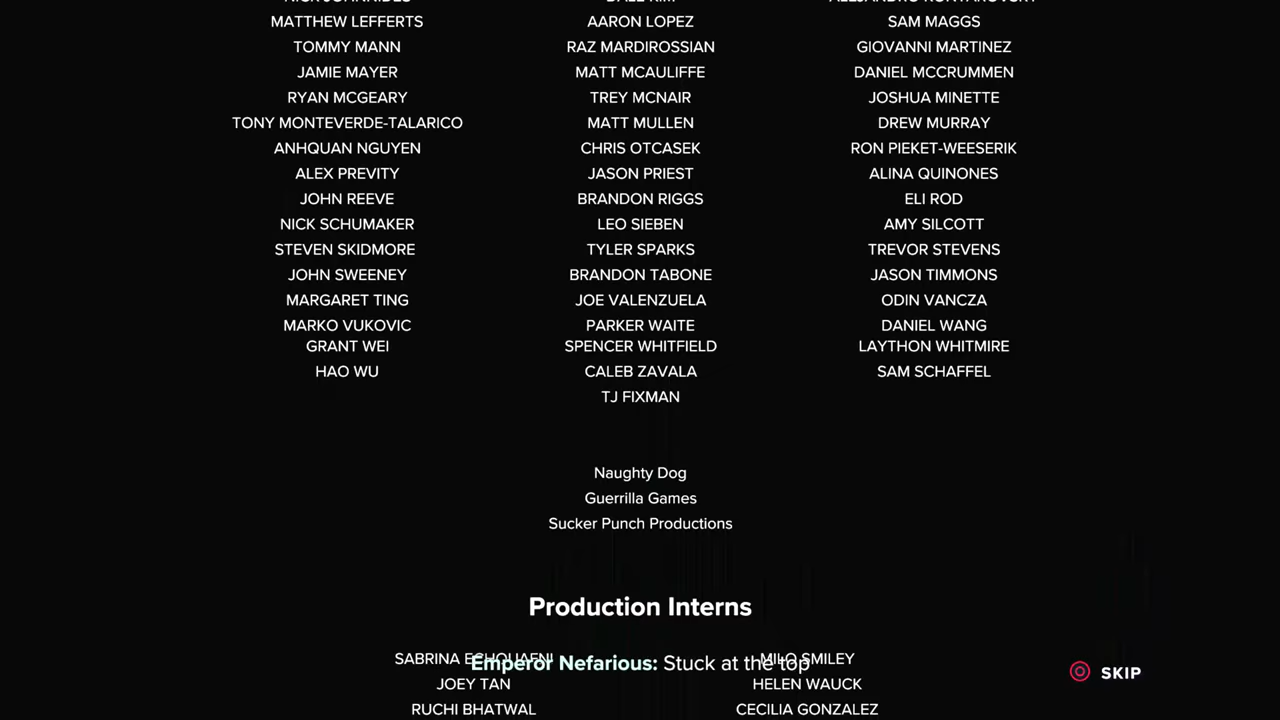 MATTHEW LEFFERTS AARON LOPEZ SAM MAGGS
TOMMY MANN RAZ MARDIROSSIAN GIOVANNI MARTINEZ
JAMIE MAYER MATT MCAULIFFE DANIEL MCCRUMMEN
RYAN MCGEARY TREY MCNAIR JOSHUA MINETTE
TONY MONTEVERDE-TALARICO MATT MULLEN DREW MURRAY
ANHQUAN NGUYEN CHRIS OTCASEK RON PIEKET-WEESERIK
ALEX PREVITY JASON PRIEST ALINA QUINONES
JOHN REEVE BRANDON RIGGS ELI ROD
NICK SCHUMAKER LEO SIEBEN AMY SILCOTT
STEVEN SKIDMORE TYLER SPARKS TREVOR STEVENS
JOHN SWEENEY BRANDON TABONE JASON TIMMONS
MARGARET TING JOE VALENZUELA ODIN VANCZA
MARKO VUKOVIC PARKER WAITE DANIEL WANG
GRANT WEI SPENCER WHITFIELD LAYTHON WHITMIRE
HAO WU CALEB ZAVALA SAM SCHAFFEL
TJ FIXMAN
Naughty Dog
Guerrilla Games
Sucker Punch Productions
Production Interns
SABRINA MILO SMILEY
Emperor Nefarious: Stuck at the top
SKIP
JOEY TAN HELEN WAUCK
RUCHI BHATWAL CECILIA GONZALEZ